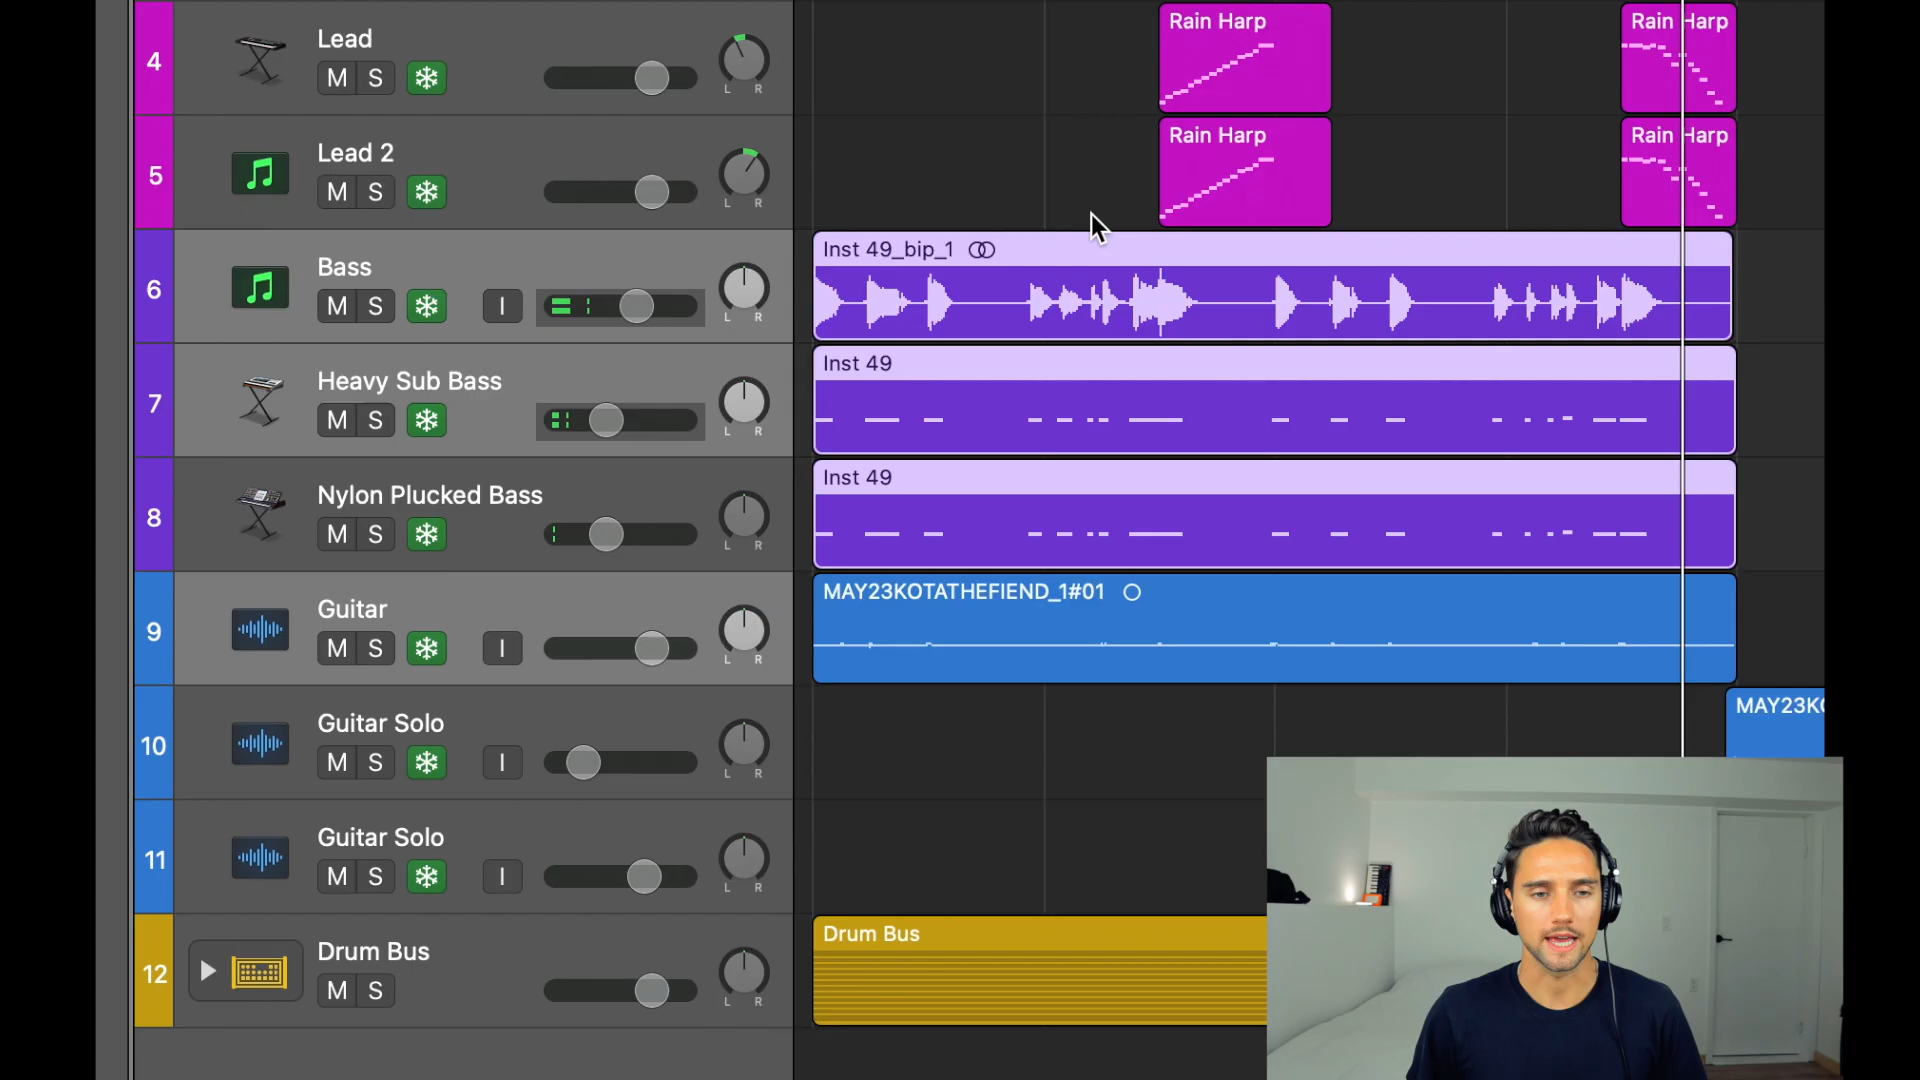 4
Lead
M S
L R
Rain Harp
Rain Harp
5
Lead 2
M S
L R
Rain Harp
Rain Harp
6
Bass
M S I
L R
Inst 49_bip_1
7
Heavy Sub Bass
M S
L R
Inst 49
8
Nylon Plucked Bass
M S
L R
Inst 49
9
Guitar
M S I
L R
MAY23KOTATHEFIEND_1#01
10
Guitar Solo
M S I
L R
MAY23KO
11
Guitar Solo
M S I
L R
12
Drum Bus
M S
L R
Drum Bus